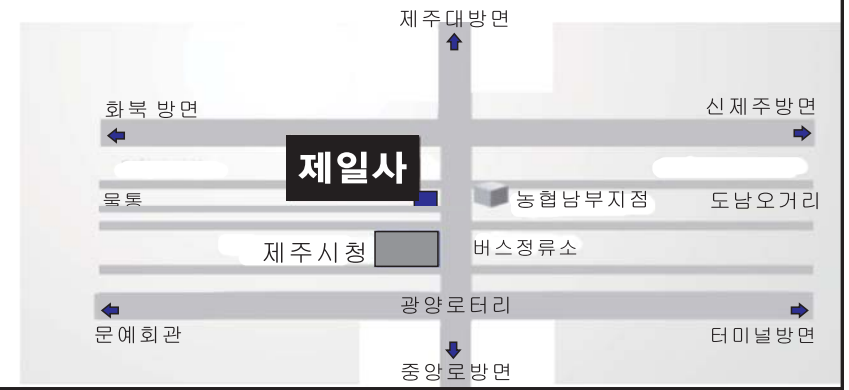 제주대방면
화북 방면
신제주방면
제일사
물통
농협남부지점
도남오거리
제주시청
버스정류소
광양로터리
문예회관
터미널방면
중앙로방면